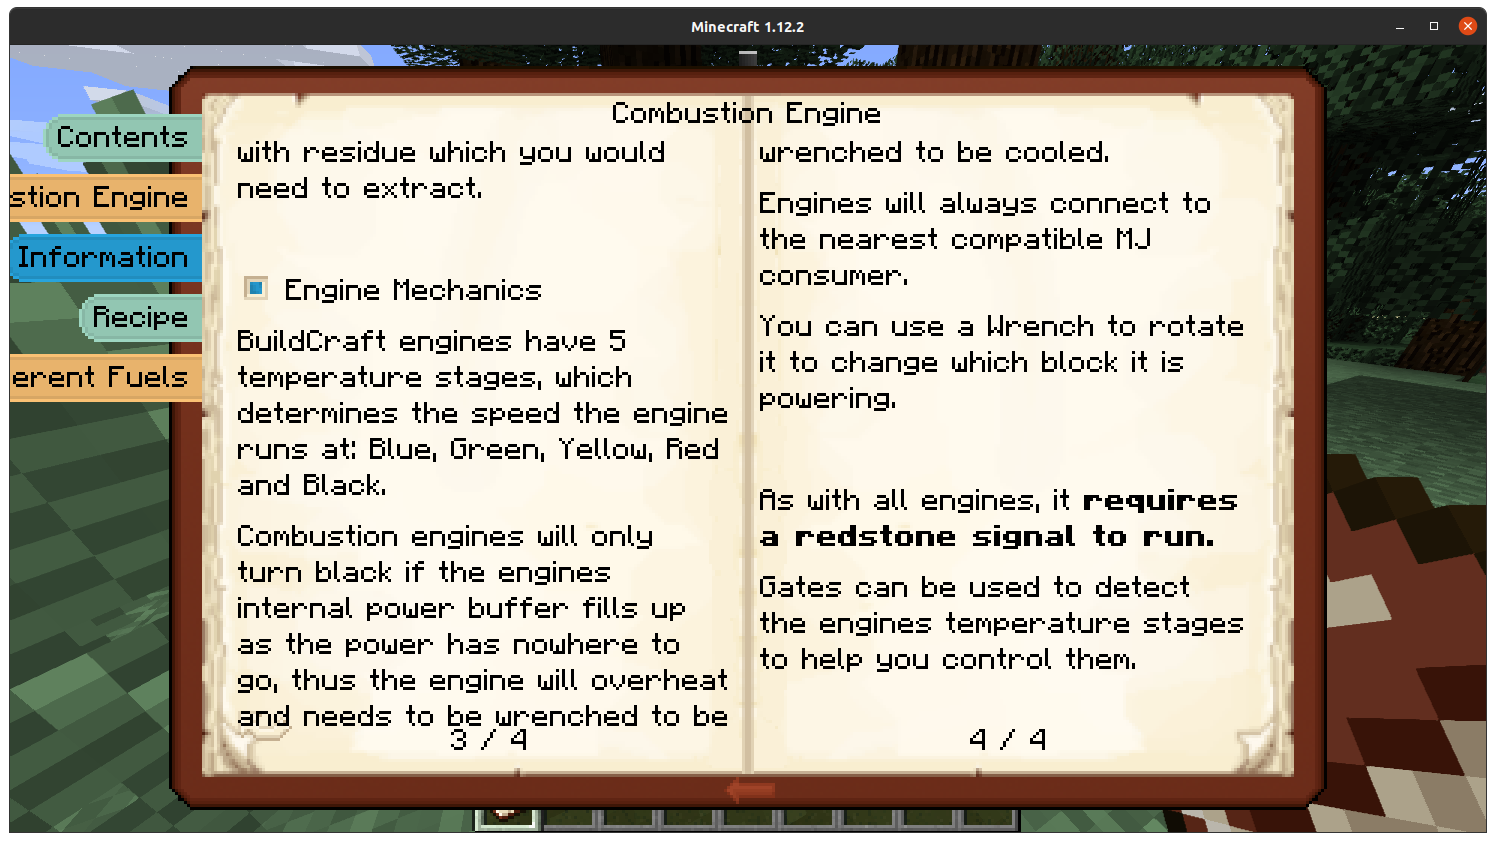 Minecraft 1.12.2
Combustion Engine
Contents
stion Engine
Information
Recipe
erent Fuels
with residue which you would
need to extract.
Engine Mechanics
BuildCraft engines have 5
temperature stages, which
determines the speed the engine
runs at: Blue, Green, Yellow, Red
and Black.
Combustion engines will only
turn black if the engines
internal power buffer fills up
as the power has nowhere to
go, thus the engine will overheat
and needs to be wrenched to be
3 / 4
wrenched to be cooled.
Engines will always connect to
the nearest compatible MJ
consumer.
You can use a Wrench to rotate
it to change which block it is
powering.
As with all engines, it requires
a redstone signal to run.
Gates can be used to detect
the engines temperature stages
to help you control them.
4 / 4